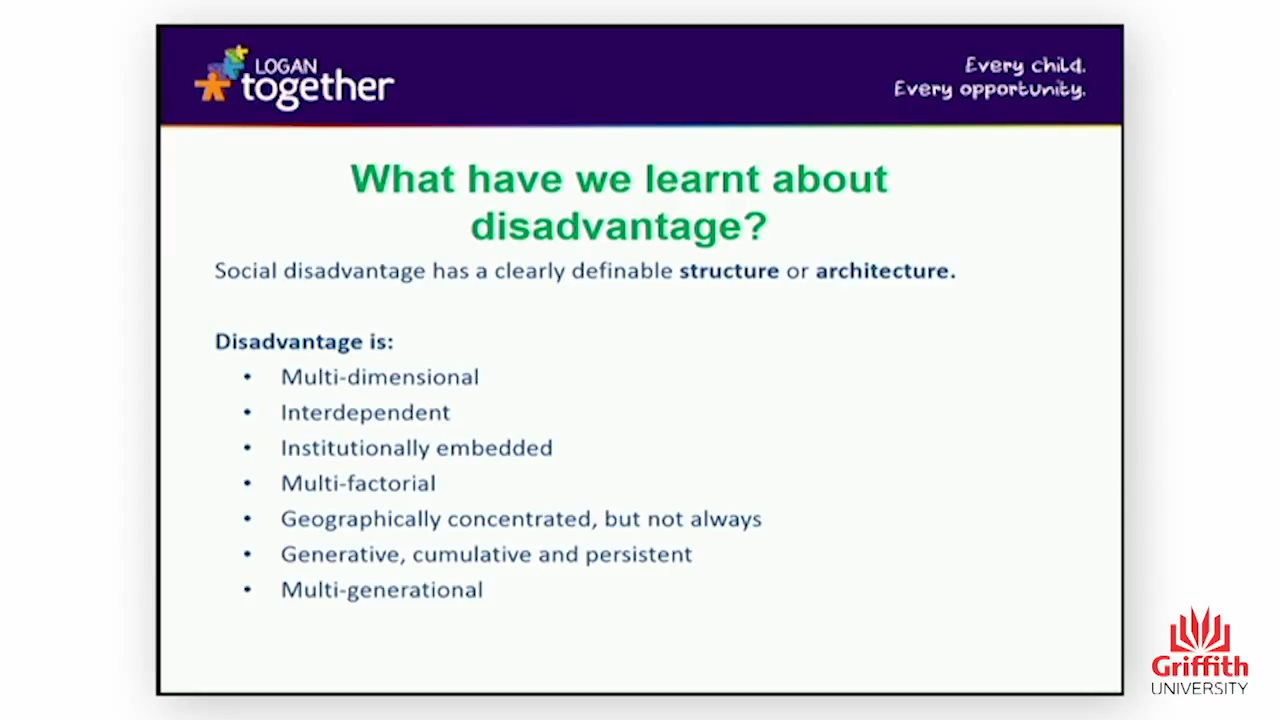 LOGAN
together
Every child.
Every opportunity.
What have we learnt about
disadvantage?
Social disadvantage has a clearly definable structure or architecture.
Disadvantage is:
• Multi-dimensional
• Interdependent
• Institutionally embedded
• Multi-factorial
• Geographically concentrated, but not always
• Generative, cumulative and persistent
• Multi-generational
Griffith
UNIVERSITY